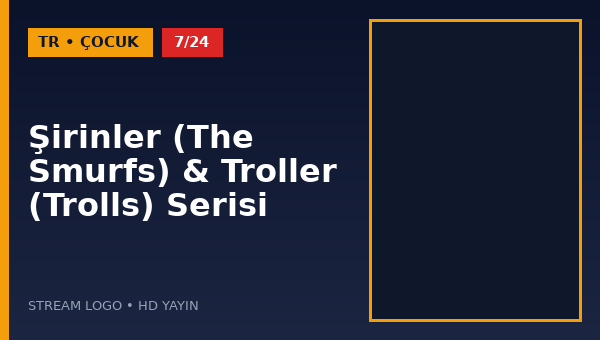 TR • ÇOCUK
7/24
Şirinler (The
Smurfs) & Troller
(Trolls) Serisi
STREAM LOGO • HD YAYIN